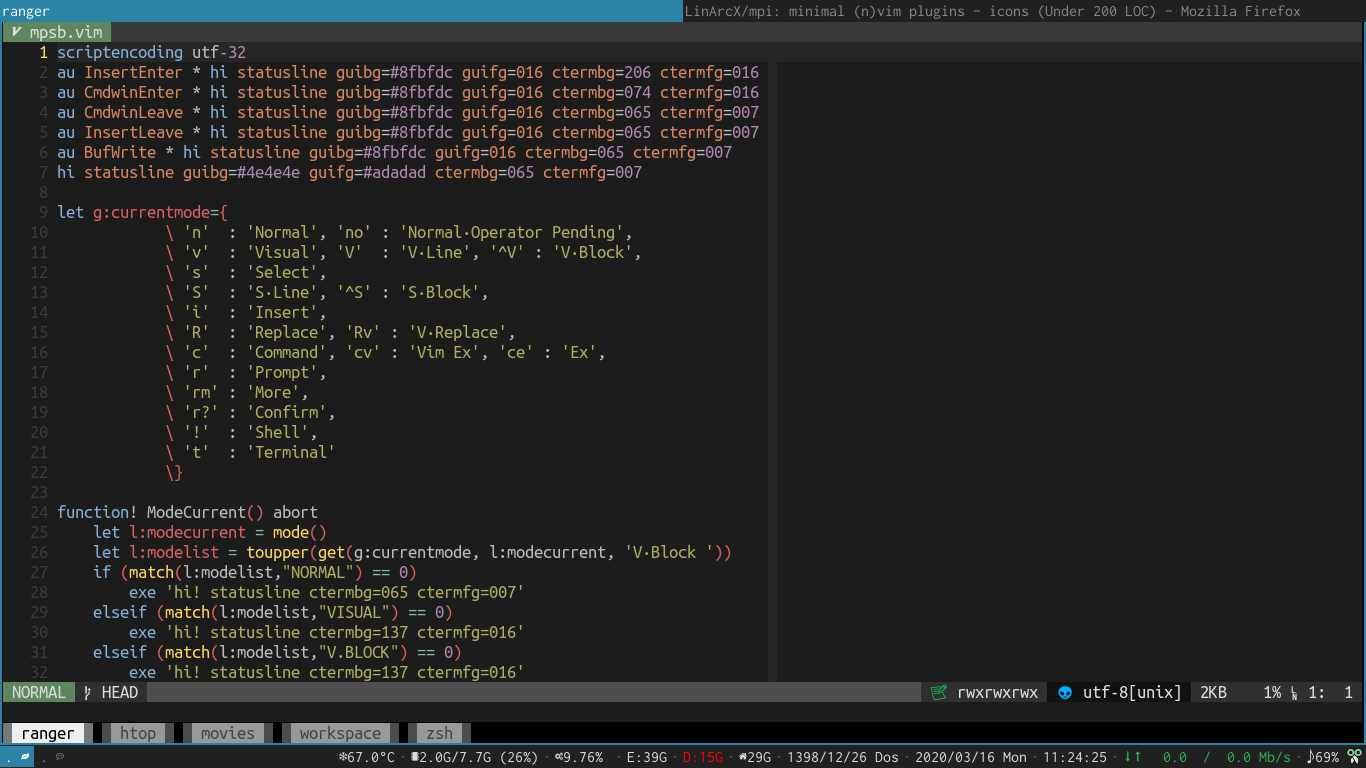 ranger
LinArcX/mpi: minimal (n)vim plugins - icons (Under 200 LOC) - Mozilla Firefox
mpsb.vim
1 scriptencoding utf-32
2 au InsertEnter * hi statusline guibg=#8fbfdc guifg=016 ctermbg=206 ctermfg=016
3 au CmdwinEnter * hi statusline guibg=#8fbfdc guifg=016 ctermbg=074 ctermfg=016
4 au CmdwinLeave * hi statusline guibg=#8fbfdc guifg=016 ctermbg=065 ctermfg=007
5 au InsertLeave * hi statusline guibg=#8fbfdc guifg=016 ctermbg=065 ctermfg=007
6 au BufWrite * hi statusline guibg=#8fbfdc guifg=016 ctermbg=065 ctermfg=007
7 hi statusline guibg=#4e4e4e guifg=#adadad ctermbg=065 ctermfg=007
8
9 let g:currentmode={
10 \ 'n'  : 'Normal', 'no' : 'Normal·Operator Pending',
11 \ 'v'  : 'Visual', 'V'  : 'V·Line', '^V' : 'V·Block',
12 \ 's'  : 'Select',
13 \ 'S'  : 'S·Line', '^S' : 'S·Block',
14 \ 'i'  : 'Insert',
15 \ 'R'  : 'Replace', 'Rv' : 'V·Replace',
16 \ 'c'  : 'Command', 'cv' : 'Vim Ex', 'ce' : 'Ex',
17 \ 'r'  : 'Prompt',
18 \ 'rm' : 'More',
19 \ 'r?' : 'Confirm',
20 \ '!'  : 'Shell',
21 \ 't'  : 'Terminal'
22 \}
23
24 function! ModeCurrent() abort
25 let l:modecurrent = mode()
26 let l:modelist = toupper(get(g:currentmode, l:modecurrent, 'V·Block '))
27 if (match(l:modelist,"NORMAL") == 0)
28 exe 'hi! statusline ctermbg=065 ctermfg=007'
29 elseif (match(l:modelist,"VISUAL") == 0)
30 exe 'hi! statusline ctermbg=137 ctermfg=016'
31 elseif (match(l:modelist,"V.BLOCK") == 0)
32 exe 'hi! statusline ctermbg=137 ctermfg=016'
NORMAL HEAD rwxrwxrwx utf-8[unix] 2KB 1% LN 1: 1
ranger htop movies workspace zsh
. . 67.0°C · 2.0G/7.7G (26%) · 9.76% · E:39G · D:15G · 29G · 1398/12/26 Dos · 2020/03/16 Mon · 11:24:25 · ↓↑ 0.0 / 0.0 Mb/s · ♪69%